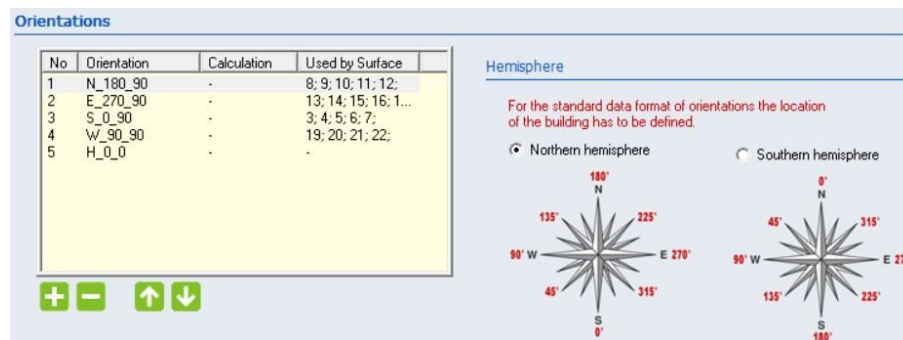 Orientations
No Orientation Calculation Used by Surface
1 N_180_90 - 8; 9; 10; 11; 12;
2 E_270_90 - 13; 14; 15; 16; 1...
3 S_0_90 - 3; 4; 5; 6; 7;
4 W_90_90 - 19; 20; 21; 22;
5 H_0_0 - -
Hemisphere
For the standard data format of orientations the location
of the building has to be defined.
Northern hemisphere
Southern hemisphere
180°
N
135° 225°
90° W E 270°
45° 315°
S
0°
0°
N
45° 315°
90° W E 27
135° 225°
S
180°